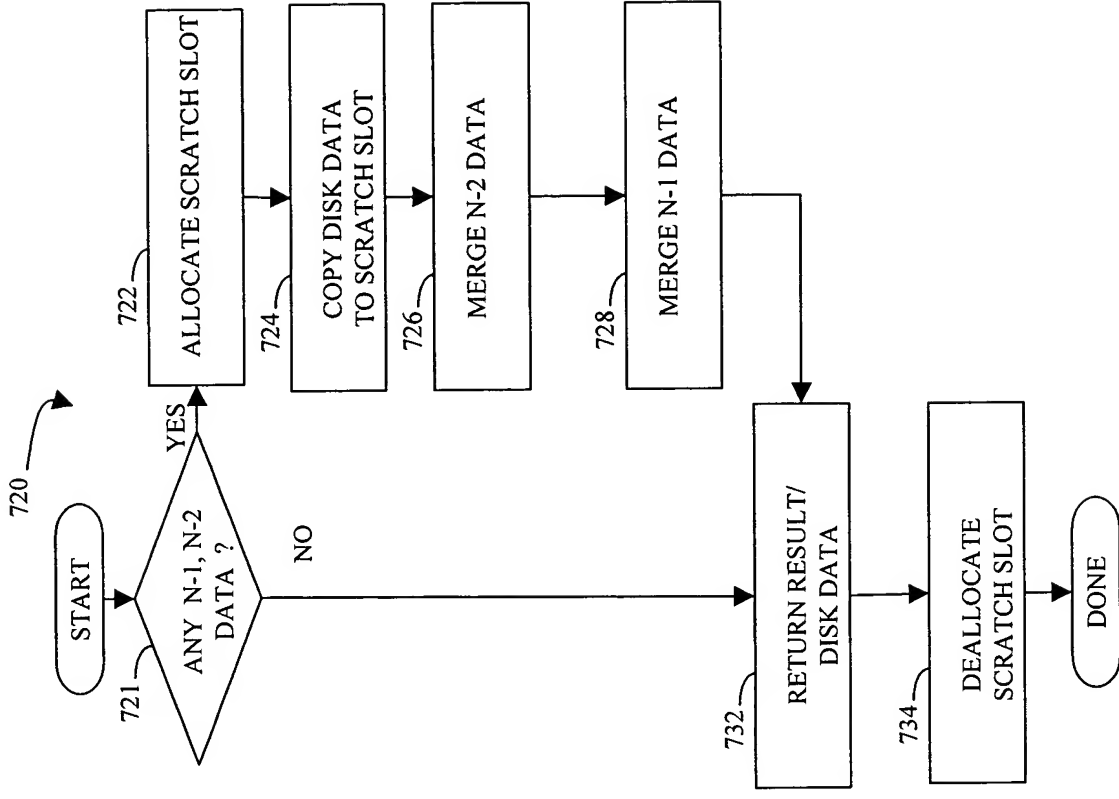 720
START
721
ANY N-1, N-2
DATA ?
YES
NO
722
ALLOCATE SCRATCH SLOT
724
COPY DISK DATA
TO SCRATCH SLOT
726
MERGE N-2 DATA
728
MERGE N-1 DATA
732
RETURN RESULT/
DISK DATA
734
DEALLOCATE
SCRATCH SLOT
DONE